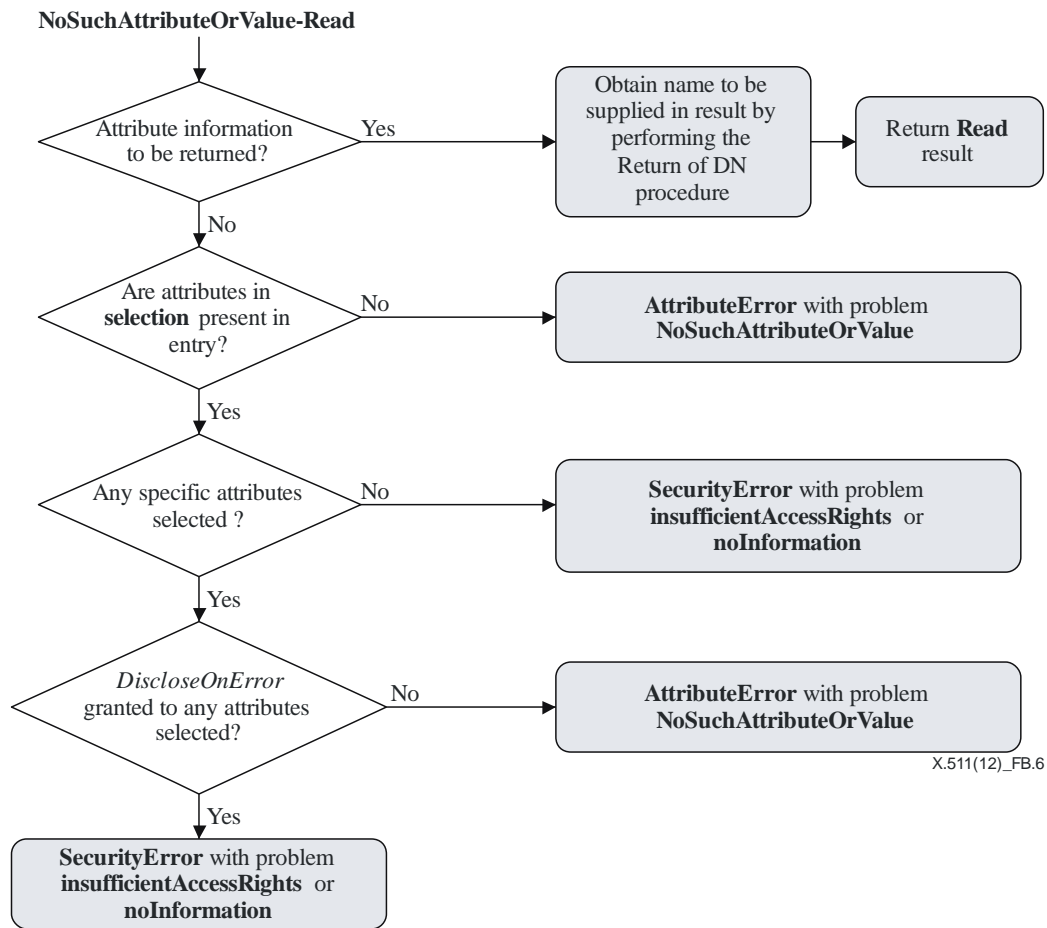 NoSuchAttributeOrValue-Read
Attribute information
to be returned?
Yes
Obtain name to be
supplied in result by
performing the
Return of DN
procedure
Return Read
result
No
Are attributes in
selection present in
entry?
No
AttributeError with problem
NoSuchAttributeOrValue
Yes
Any specific attributes
selected ?
No
SecurityError with problem
insufficientAccessRights or
noInformation
Yes
DiscloseOnError
granted to any attributes
selected?
No
AttributeError with problem
NoSuchAttributeOrValue
X.511(12)_FB.6
Yes
SecurityError with problem
insufficientAccessRights or
noInformation